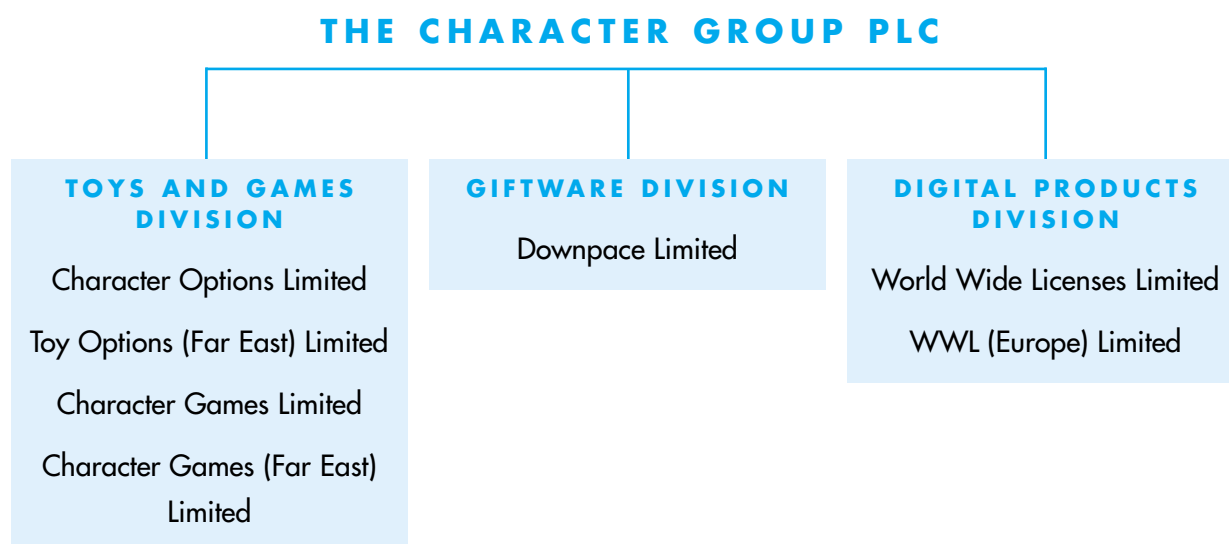 THE CHARACTER GROUP PLC
TOYS AND GAMES
DIVISION
Character Options Limited
Toy Options (Far East) Limited
Character Games Limited
Character Games (Far East)
Limited
GIFTWARE DIVISION
Downpace Limited
DIGITAL PRODUCTS
DIVISION
World Wide Licenses Limited
WWL (Europe) Limited